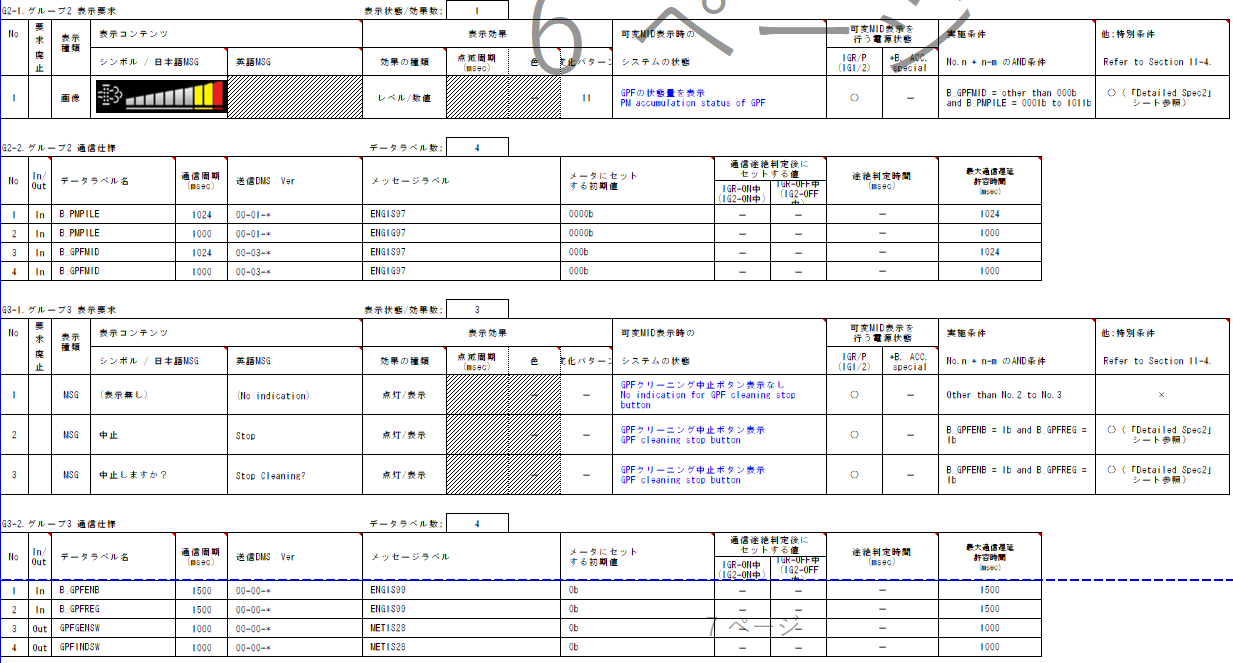 G2-1. グループ2 表示要求 表示状態/効果数: 1
No 要求廃止 表示種類 表示コンテンツ 表示効果 可変MID表示時の 可変MID表示を行う電源状態 実施条件 他:特別条件
シンボル / 日本語MSG 英語MSG 効果の種類 点滅周期(msec) 色 変化パターン システムの状態 IGR/P (IG1/2) +B, ACC, special No.n + n-m のAND条件 Refer to Section 11-4.
1 画像 レベル/数値 - 11 GPFの状態量を表示 ○ - B_GPFMID = other than 000b ○ (「Detailed Spec2」
PM accumulation status of GPF and B_PMPILE = 0001b to 1011b シート参照)
G2-2. グループ2 通信仕様 データラベル数: 4
No In/Out データラベル名 通信周期(msec) 送信DMS Ver メッセージラベル メータにセットする初期値 通信途絶判定後にセットする値 途絶判定時間(msec) 最大通信遅延許容時間(msec)
IGR-ON中 (IG2-ON中) IGR-OFF中 (IG2-OFF中)
1 In B_PMPILE 1024 00-01-* ENG1S97 0000b - - - 1024
2 In B_PMPILE 1000 00-01-* ENG1G97 0000b - - - 1000
3 In B_GPFMID 1024 00-03-* ENG1S97 000b - - - 1024
4 In B_GPFMID 1000 00-03-* ENG1G97 000b - - - 1000
G3-1. グループ3 表示要求 表示状態/効果数: 3
No 要求廃止 表示種類 表示コンテンツ 表示効果 可変MID表示時の 可変MID表示を行う電源状態 実施条件 他:特別条件
シンボル / 日本語MSG 英語MSG 効果の種類 点滅周期(msec) 色 変化パターン システムの状態 IGR/P (IG1/2) +B, ACC, special No.n + n-m のAND条件 Refer to Section 11-4.
1 MSG (表示無し) (No indication) 点灯/表示 - - GPFクリーニング中止ボタン表示なし ○ - Other than No.2 to No.3 ×
No indication for GPF cleaning stop
button
2 MSG 中止 Stop 点灯/表示 - - GPFクリーニング中止ボタン表示 ○ - B_GPFENB = 1b and B_GPFREG = ○ (「Detailed Spec2」
GPF cleaning stop button 1b シート参照)
3 MSG 中止しますか? Stop Cleaning? 点灯/表示 - - GPFクリーニング中止ボタン表示 ○ - B_GPFENB = 1b and B_GPFREG = ○ (「Detailed Spec2」
GPF cleaning stop button 1b シート参照)
G3-2. グループ3 通信仕様 データラベル数: 4
No In/Out データラベル名 通信周期(msec) 送信DMS Ver メッセージラベル メータにセットする初期値 通信途絶判定後にセットする値 途絶判定時間(msec) 最大通信遅延許容時間(msec)
IGR-ON中 (IG2-ON中) IGR-OFF中 (IG2-OFF中)
1 In B_GPFENB 1500 00-00-* ENG1S99 0b - - - 1500
2 In B_GPFREG 1500 00-00-* ENG1S99 0b - - - 1500
3 Out GPFGENSW 1000 00-00-* MET1S28 0b - - - 1000
4 Out GPFINDSW 1000 00-00-* MET1S28 0b - - - 1000
6 ページ
7 ページ